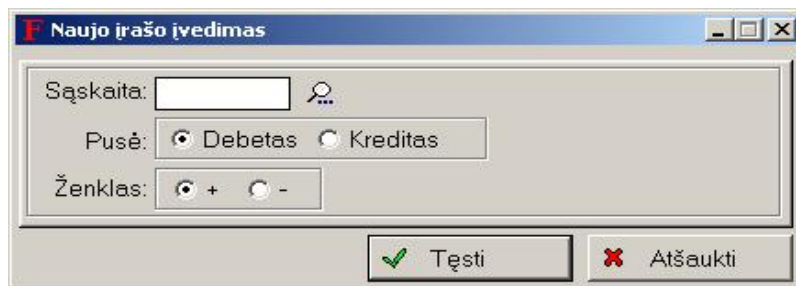 F Naujo įrašo įvedimas
Sąskaita:
Pusė: Debetas Kreditas
Ženklas: + -
Tęsti Atšaukti